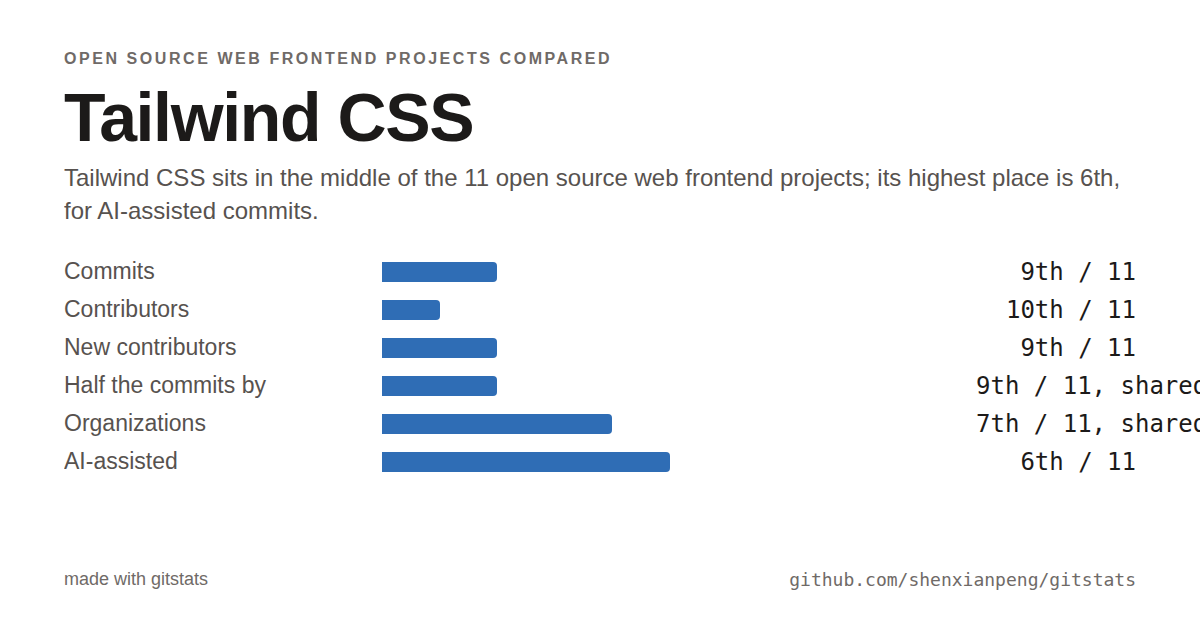 OPEN SOURCE WEB FRONTEND PROJECTS COMPARED
Tailwind CSS
Tailwind CSS sits in the middle of the 11 open source web frontend projects; its highest place is 6th,
for AI-assisted commits.
Commits 9th / 11
Contributors 10th / 11
New contributors 9th / 11
Half the commits by 9th / 11, shared
Organizations 7th / 11, shared
AI-assisted 6th / 11
made with gitstats github.com/shenxianpeng/gitstats